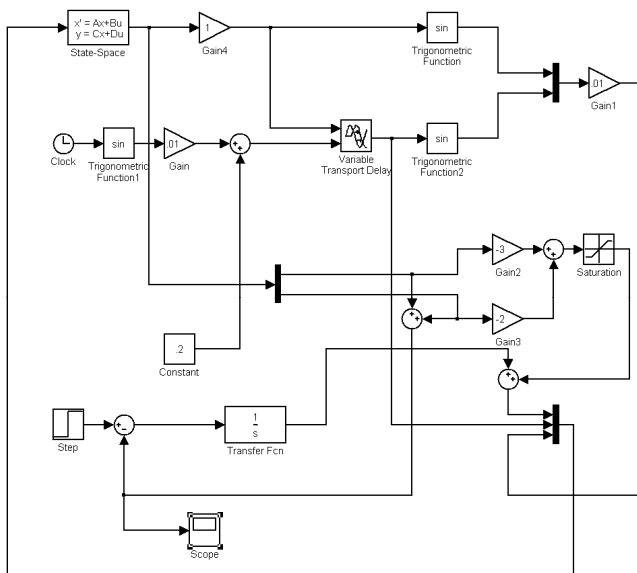 x' = Ax+Bu
y = Cx+Du
State-Space
1
Gain4
sin
Trigonometric
Function
.01
Gain1
Clock
sin
Trigonometric
Function1
.01
Gain
+
+
Variable
Transport Delay
sin
Trigonometric
Function2
-3
Gain2
+
+
Saturation
+
+
-2
Gain3
.2
Constant
+
+
Step
+
−
1
s
Transfer Fcn
Scope